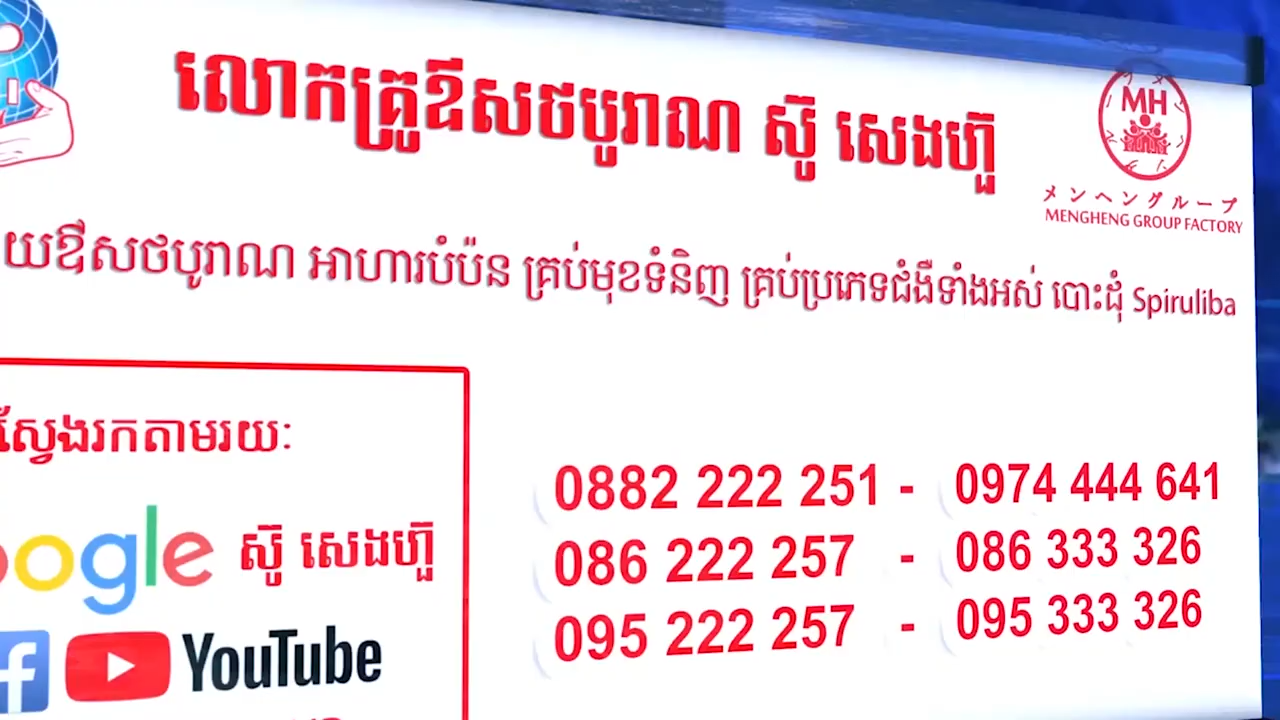 លោកគ្រូឱីសថបូរាណ ស៊ូ សេងហ៊្ហ
MH
メンヘングループ
MENGHENG GROUP FACTORY
ឱីសថបូរាណ អាហារបំប៉ន គ្រប់មុខទំនិញ គ្រប់ប្រភេទជំងឺទាំងអស់ បោះដុំ Spiruliba
ស្វែងរកតាមរយៈ
oogle ស៊ូ សេងហ៊្ហ
f YouTube
0882 222 251 - 0974 444 641
086 222 257 - 086 333 326
095 222 257 - 095 333 326